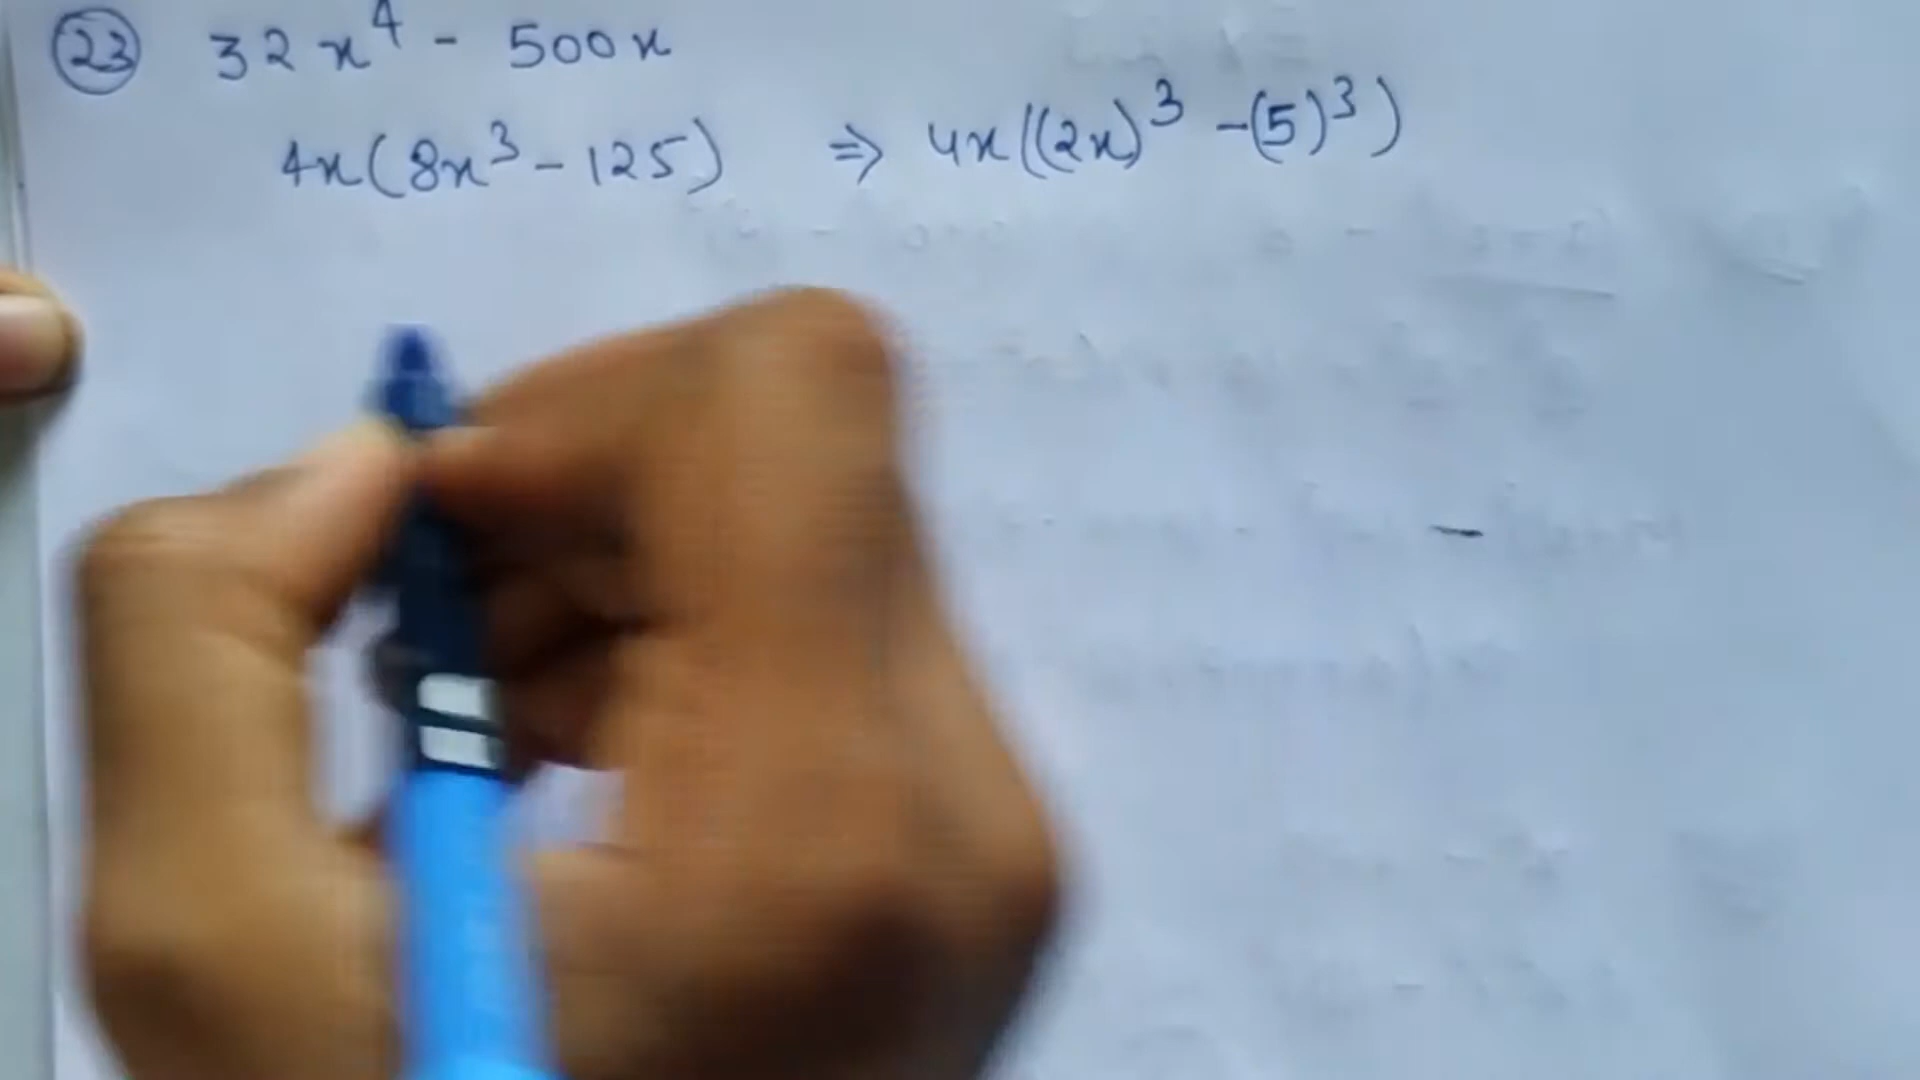 23 32x⁴ - 500x
4x(8x³ - 125) ⇒ 4x((2x)³ - (5)³)